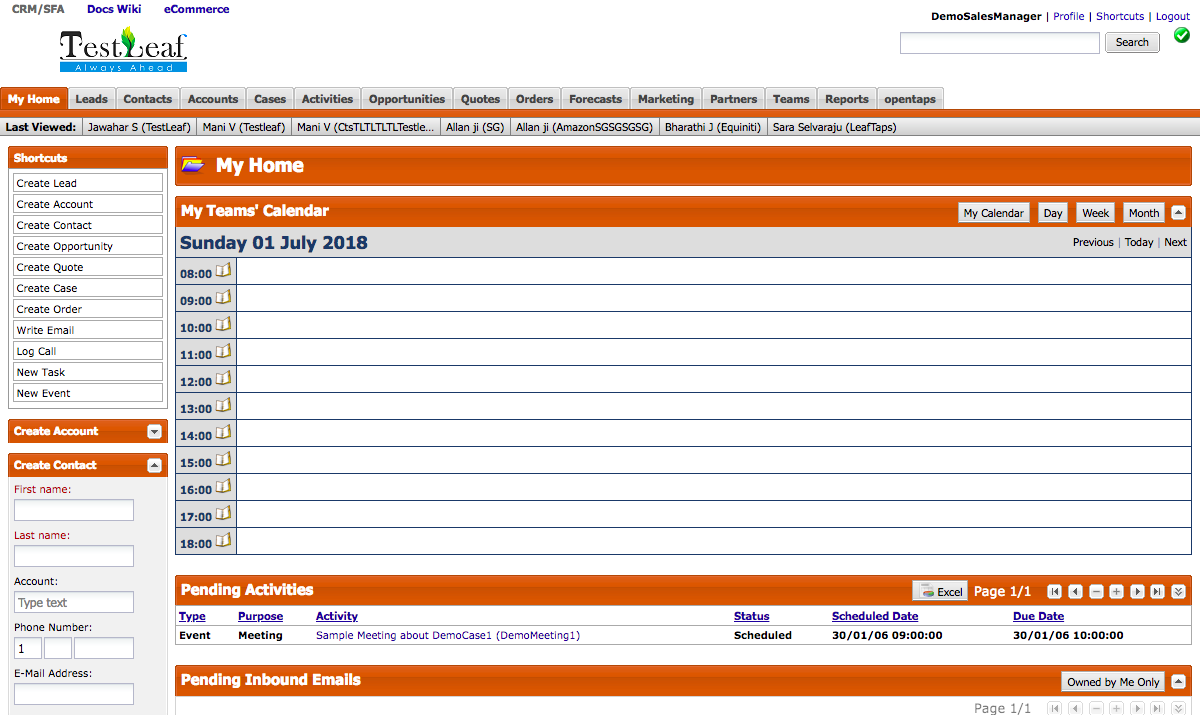 CRM/SFA Docs Wiki eCommerce
DemoSalesManager | Profile | Shortcuts | Logout
TestLeaf
Always Ahead
Search
My Home Leads Contacts Accounts Cases Activities Opportunities Quotes Orders Forecasts Marketing Partners Teams Reports opentaps
Last Viewed: Jawahar S (TestLeaf) Mani V (Testleaf) Mani V (CtsTLTLTLTLTestle... Allan ji (SG) Allan ji (AmazonSGSGSGSG) Bharathi J (Equiniti) Sara Selvaraju (LeafTaps)
Shortcuts
Create Lead
Create Account
Create Contact
Create Opportunity
Create Quote
Create Case
Create Order
Write Email
Log Call
New Task
New Event
Create Account
Create Contact
First name:
Last name:
Account:
Type text
Phone Number:
1
E-Mail Address:
My Home
My Teams' Calendar My Calendar Day Week Month
Sunday 01 July 2018 Previous | Today | Next
08:00
09:00
10:00
11:00
12:00
13:00
14:00
15:00
16:00
17:00
18:00
Pending Activities Excel Page 1/1
Type Purpose Activity Status Scheduled Date Due Date
Event Meeting Sample Meeting about DemoCase1 (DemoMeeting1) Scheduled 30/01/06 09:00:00 30/01/06 10:00:00
Pending Inbound Emails Owned by Me Only
Page 1/1